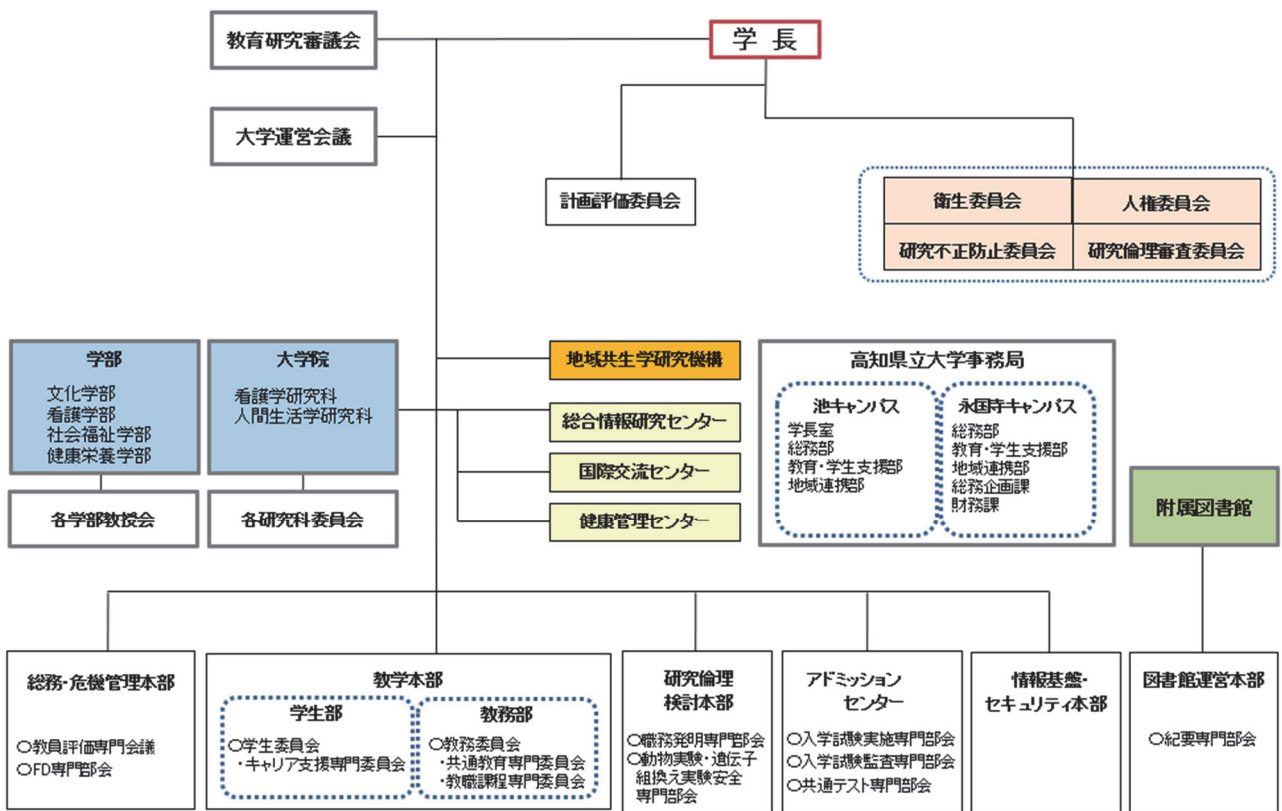 教育研究審議会
学 長
大学運営会議
計画評価委員会
衛生委員会
人権委員会
研究不正防止委員会
研究倫理審査委員会
学部
文化学部
看護学部
社会福祉学部
健康栄養学部
大学院
看護学研究科
人間生活学研究科
各学部教授会
各研究科委員会
地域共生学研究機構
総合情報研究センター
国際交流センター
健康管理センター
高知県立大学事務局
池キャンパス
学長室
総務部
教育・学生支援部
地域連携部
永国寺キャンパス
総務部
教育・学生支援部
地域連携部
総務企画課
財務課
附属図書館
総務・危機管理本部
〇教員評価専門会議
〇FD専門部会
教学本部
学生部
〇学生委員会
・キャリア支援専門委員会
教務部
〇教務委員会
・共通教育専門委員会
・教職課程専門委員会
研究倫理
検討本部
〇職務発明専門部会
〇動物実験・遺伝子
組換え実験安全
専門部会
アドミッション
センター
〇入学試験実施専門部会
〇入学試験監査専門部会
〇共通テスト専門部会
情報基盤・
セキュリティ本部
図書館運営本部
〇紀要専門部会